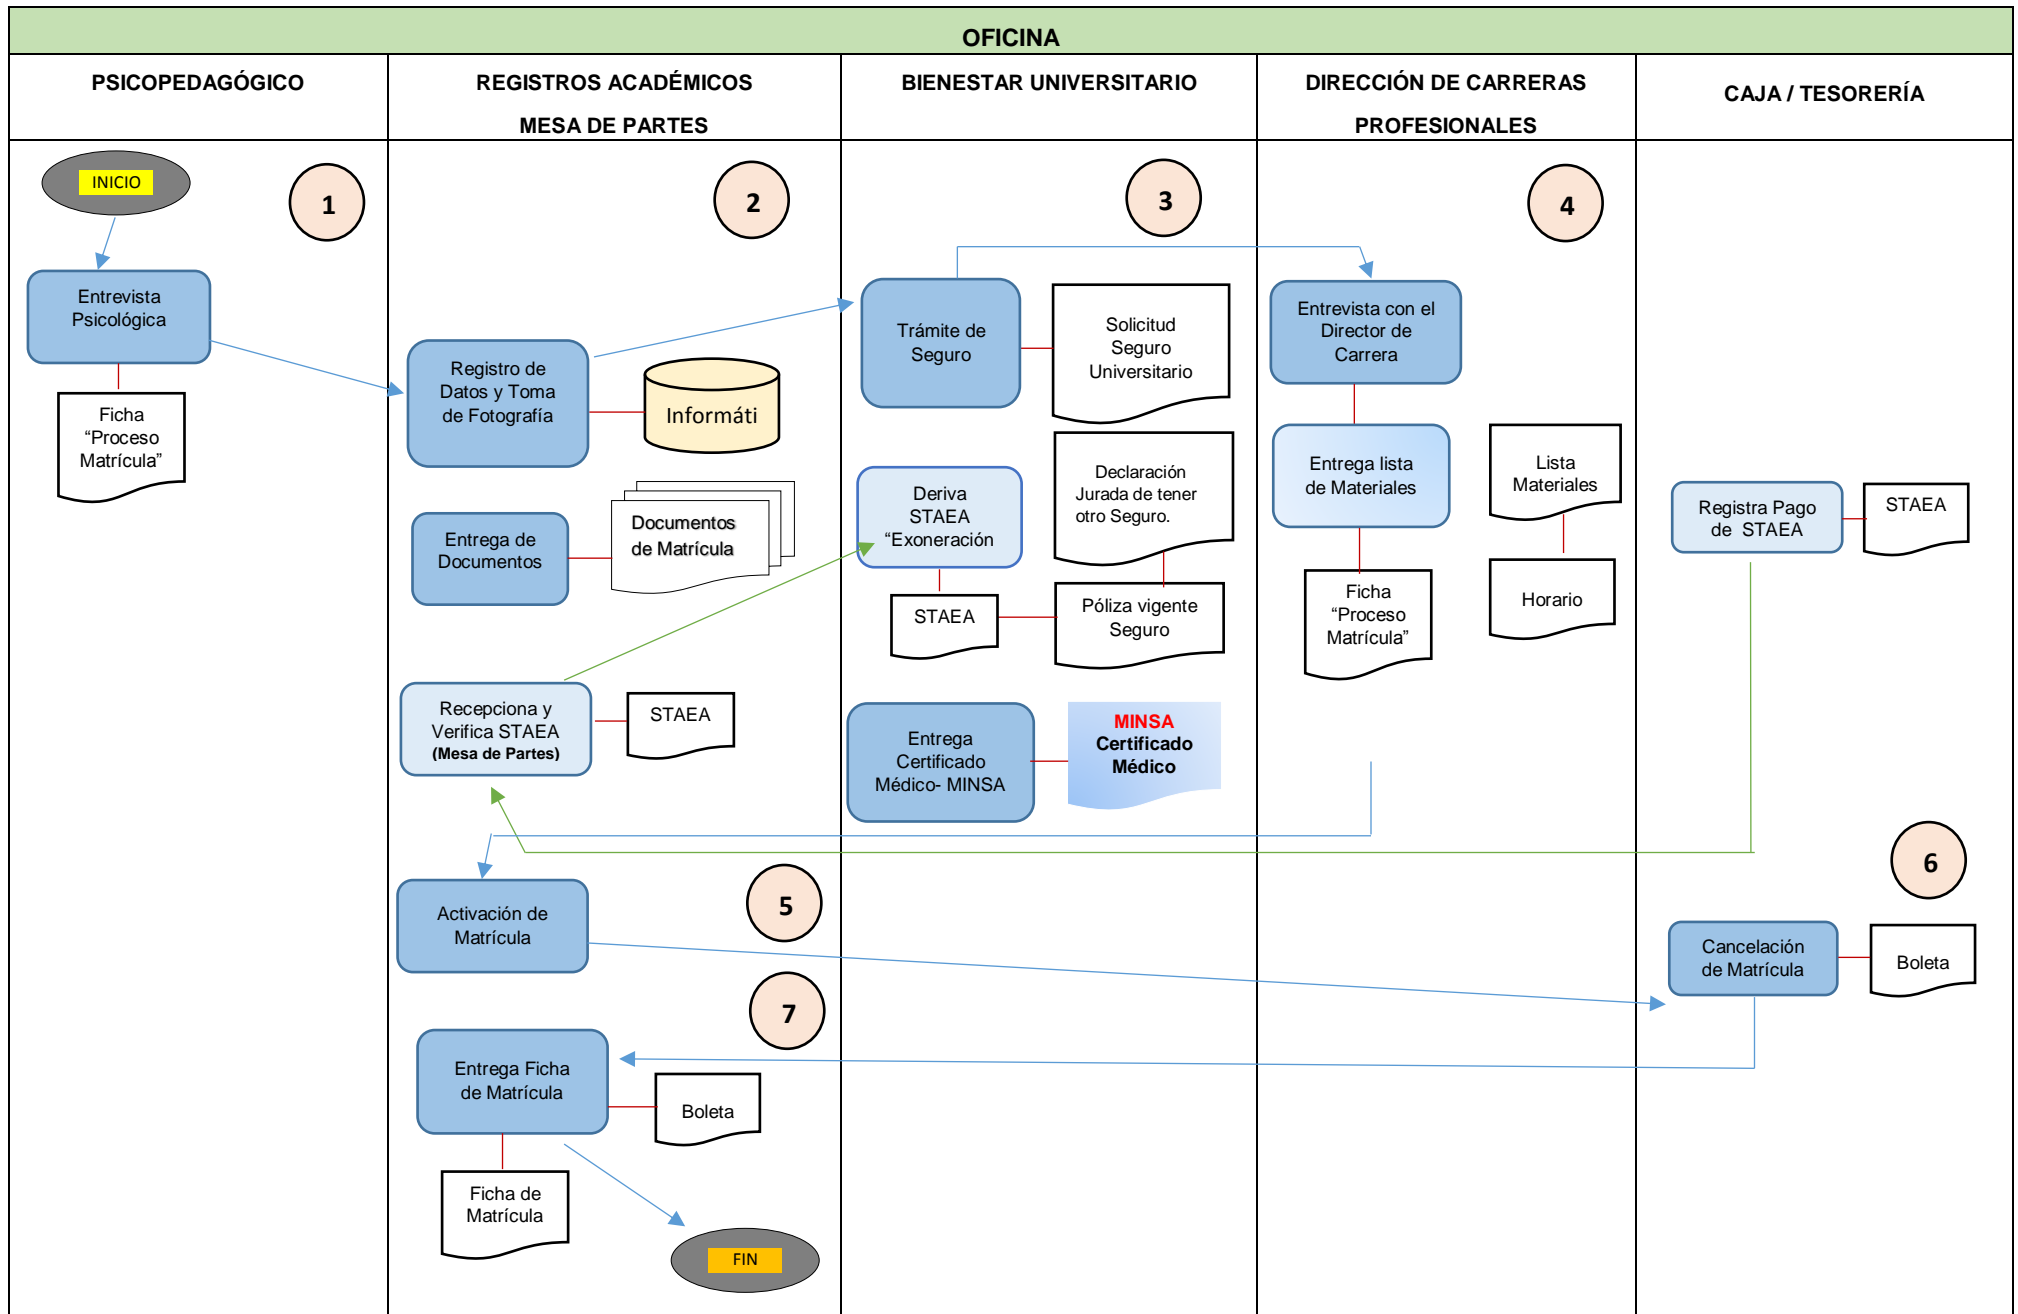 OFICINA
PSICOPEDAGÓGICO
REGISTROS ACADÉMICOS
MESA DE PARTES
BIENESTAR UNIVERSITARIO
DIRECCIÓN DE CARRERAS
PROFESIONALES
CAJA / TESORERÍA
INICIO
1
Entrevista
Psicológica
Ficha
“Proceso
Matrícula”
2
Registro de
Datos y Toma
de Fotografía
Informáti
Entrega de
Documentos
Documentos
de Matrícula
Recepciona y
Verifica STAEA
(Mesa de Partes)
STAEA
3
Trámite de
Seguro
Solicitud
Seguro
Universitario
Deriva
STAEA
“Exoneración
Declaración
Jurada de tener
otro Seguro.
STAEA
Póliza vigente
Seguro
Entrega
Certificado
Médico- MINSA
MINSA
Certificado
Médico
4
Entrevista con el
Director de
Carrera
Entrega lista
de Materiales
Lista
Materiales
Ficha
“Proceso
Matrícula”
Horario
Registra Pago
de  STAEA
STAEA
5
Activación de
Matrícula
6
Cancelación
de Matrícula
Boleta
7
Entrega Ficha
de Matrícula
Boleta
Ficha de
Matrícula
FIN